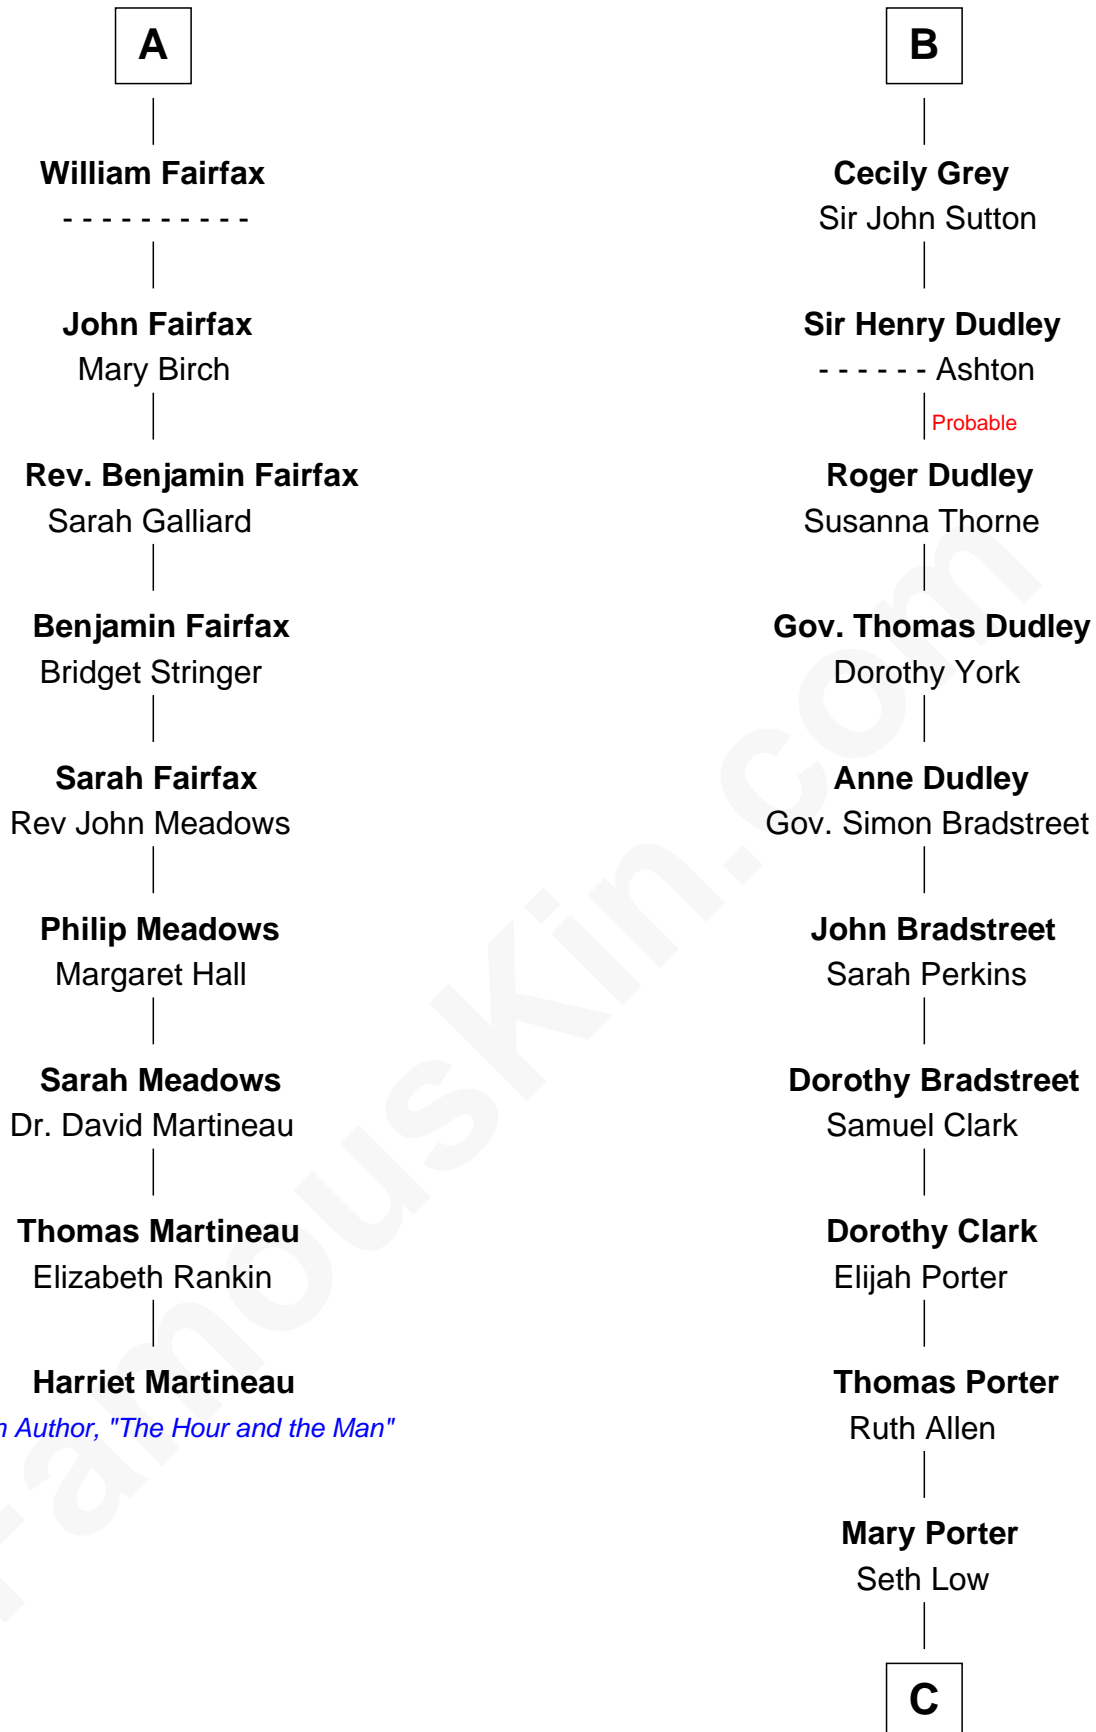 A
William Fairfax
- - - - - - - - - -
John Fairfax
Mary Birch
Rev. Benjamin Fairfax
Sarah Galliard
Benjamin Fairfax
Bridget Stringer
Sarah Fairfax
Rev John Meadows
Philip Meadows
Margaret Hall
Sarah Meadows
Dr. David Martineau
Thomas Martineau
Elizabeth Rankin
Harriet Martineau
Author, "The Hour and the Man"
B
Cecily Grey
Sir John Sutton
Sir Henry Dudley
- - - - - - Ashton
Probable
Roger Dudley
Susanna Thorne
Gov. Thomas Dudley
Dorothy York
Anne Dudley
Gov. Simon Bradstreet
John Bradstreet
Sarah Perkins
Dorothy Bradstreet
Samuel Clark
Dorothy Clark
Elijah Porter
Thomas Porter
Ruth Allen
Mary Porter
Seth Low
C
FamousKin.com